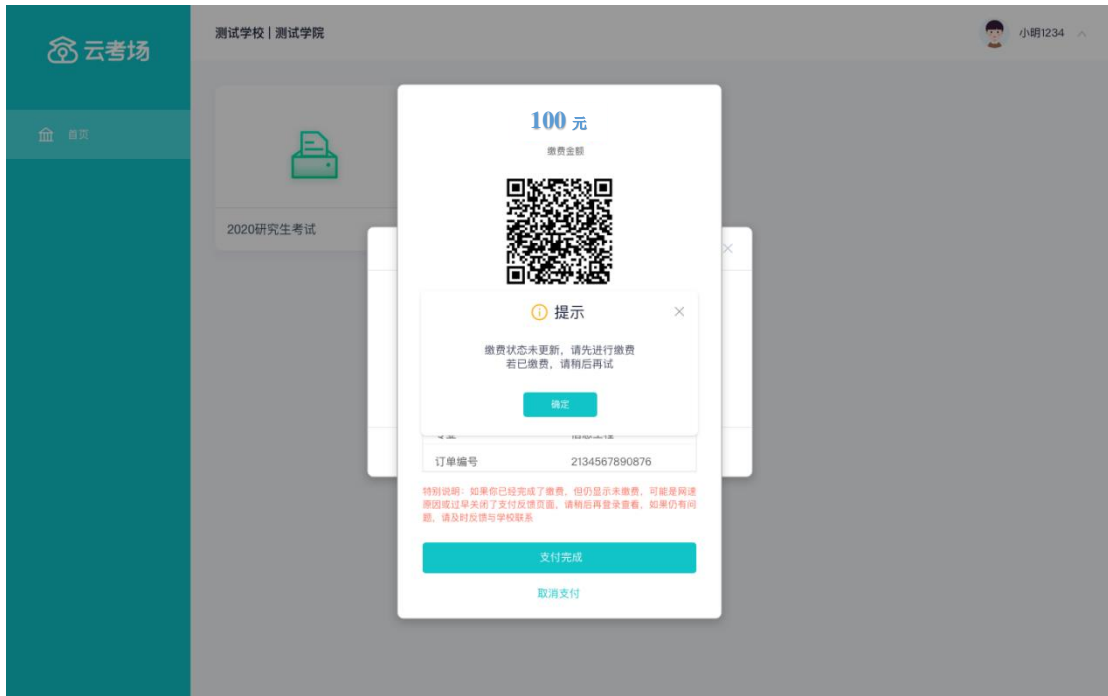 云考场
测试学校 | 测试学院
小明1234
首页
2020研究生考试
100 元
缴费金额
提示
缴费状态未更新，请先进行缴费
若已缴费，请稍后再试
确定
订单编号 2134567890876
特别说明：如果你已经完成了缴费，但仍显示未缴费，可能是网速
原因或过早关闭了支付反馈页面，请稍后再登录查看，如果仍有问
题，请及时反馈与学校联系
支付完成
取消支付